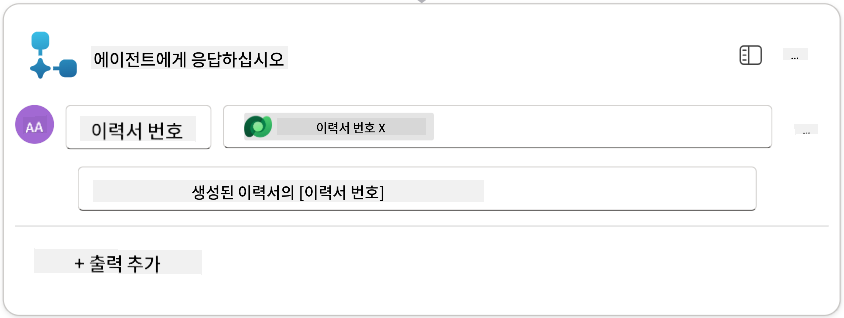 에이전트에게 응답하십시오
...
AA
이력서 번호
이력서 번호 X
...
생성된 이력서의 [이력서 번호]
+ 출력 추가